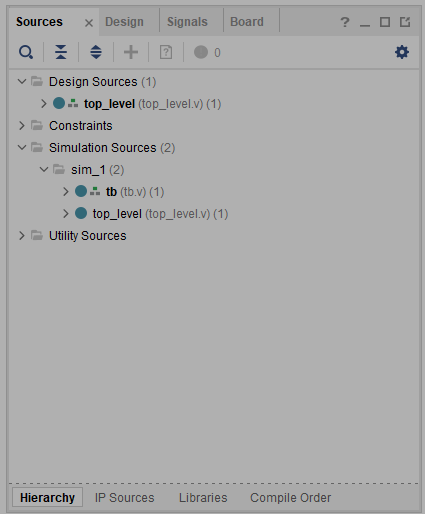 Sources Design Signals Board ?
? 0
Design Sources (1)
top_level (top_level.v) (1)
Constraints
Simulation Sources (2)
sim_1 (2)
tb (tb.v) (1)
top_level (top_level.v) (1)
Utility Sources
Hierarchy IP Sources Libraries Compile Order